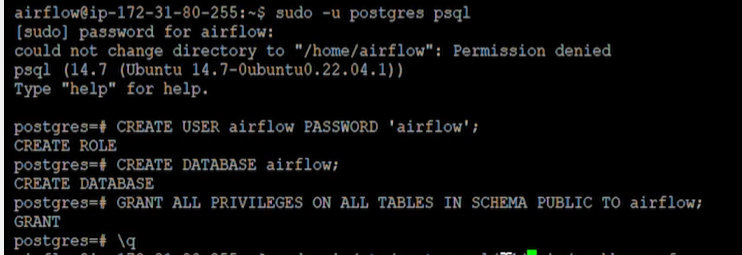 airflow@ip-172-31-80-255:~$ sudo -u postgres psql
[sudo] password for airflow:
could not change directory to "/home/airflow": Permission denied
psql (14.7 (Ubuntu 14.7-0ubuntu0.22.04.1))
Type "help" for help.
postgres=# CREATE USER airflow PASSWORD 'airflow';
CREATE ROLE
postgres=# CREATE DATABASE airflow;
CREATE DATABASE
postgres=# GRANT ALL PRIVILEGES ON ALL TABLES IN SCHEMA PUBLIC TO airflow;
GRANT
postgres=# \q